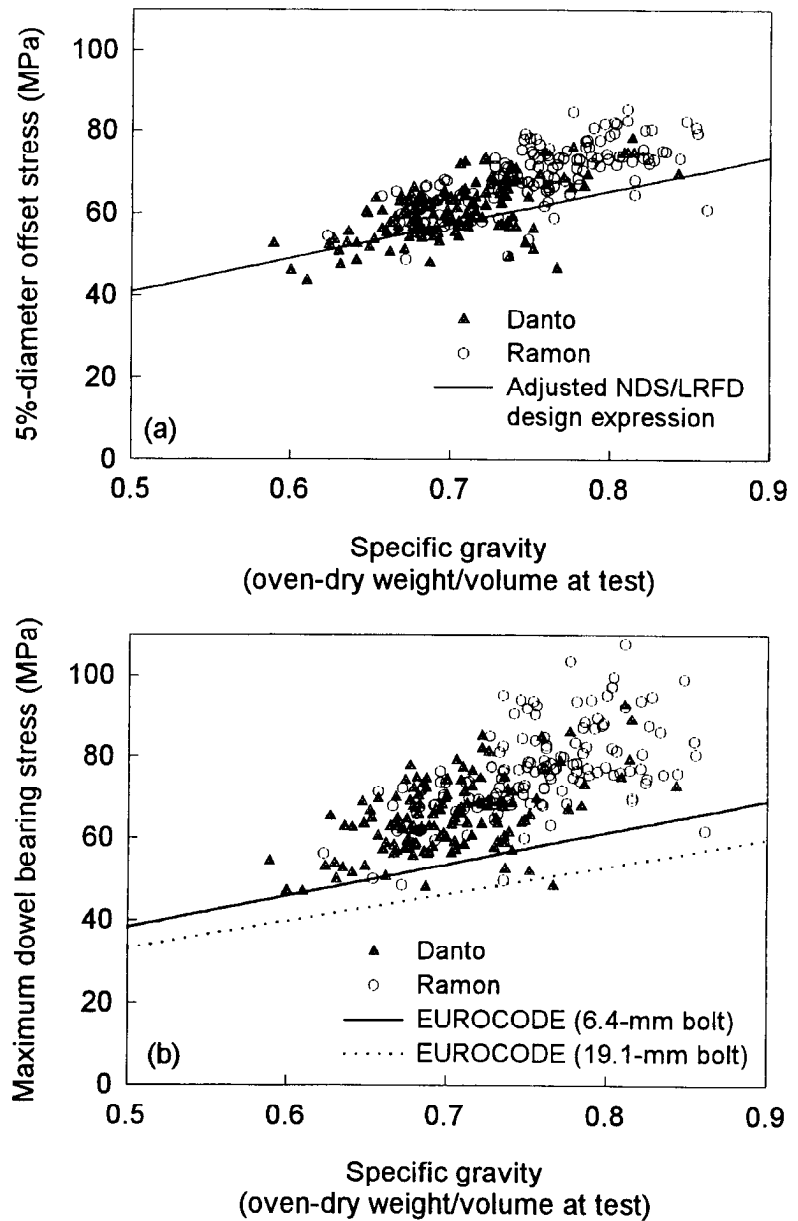 5%-diameter offset stress (MPa)
100
80
60
40
20
0
Danto
Ramon
Adjusted NDS/LRFD
design expression
(a)
0.5 0.6 0.7 0.8 0.9
Specific gravity
(oven-dry weight/volume at test)
Maximum dowel bearing stress (MPa)
100
80
60
40
20
0
Danto
Ramon
EUROCODE (6.4-mm bolt)
EUROCODE (19.1-mm bolt)
(b)
0.5 0.6 0.7 0.8 0.9
Specific gravity
(oven-dry weight/volume at test)